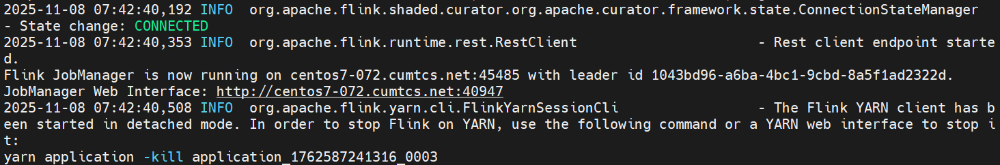 2025-11-08 07:42:40,192 INFO  org.apache.flink.shaded.curator.org.apache.curator.framework.state.ConnectionStateManager
- State change: CONNECTED
2025-11-08 07:42:40,353 INFO  org.apache.flink.runtime.rest.RestClient                      - Rest client endpoint starte
d.
Flink JobManager is now running on centos7-072.cumtcs.net:45485 with leader id 1043bd96-a6ba-4bc1-9cbd-8a5f1ad2322d.
JobManager Web Interface: http://centos7-072.cumtcs.net:40947
2025-11-08 07:42:40,508 INFO  org.apache.flink.yarn.cli.FlinkYarnSessionCli                 - The Flink YARN client has b
een started in detached mode. In order to stop Flink on YARN, use the following command or a YARN web interface to stop i
t:
yarn application -kill application_1762587241316_0003